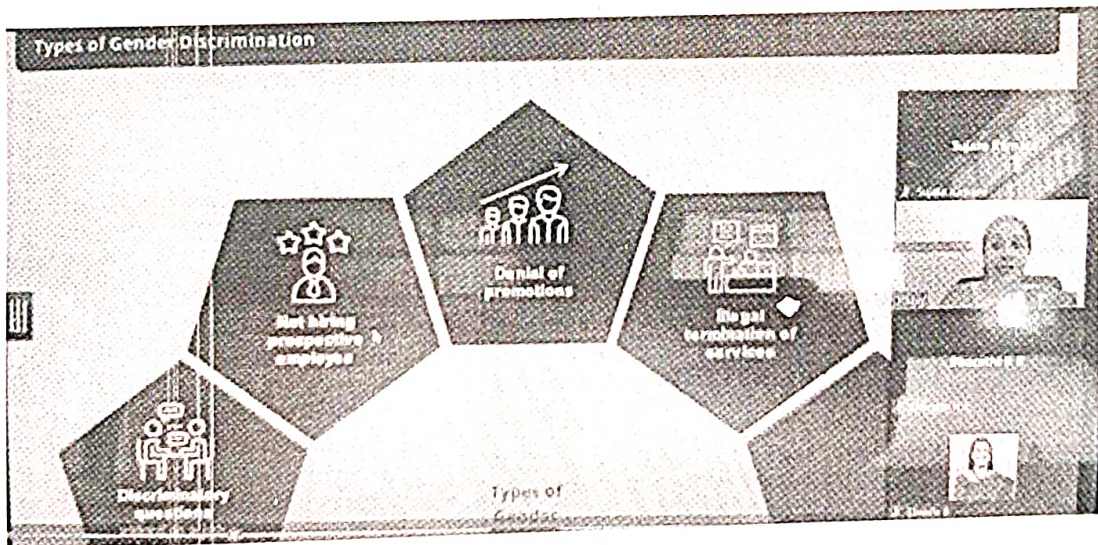 Types of Gender Discrimination
Denial of
promotions
Not hiring
prospective
employee
Illegal
termination of
services
Discriminatory
questions
Types of
Gender